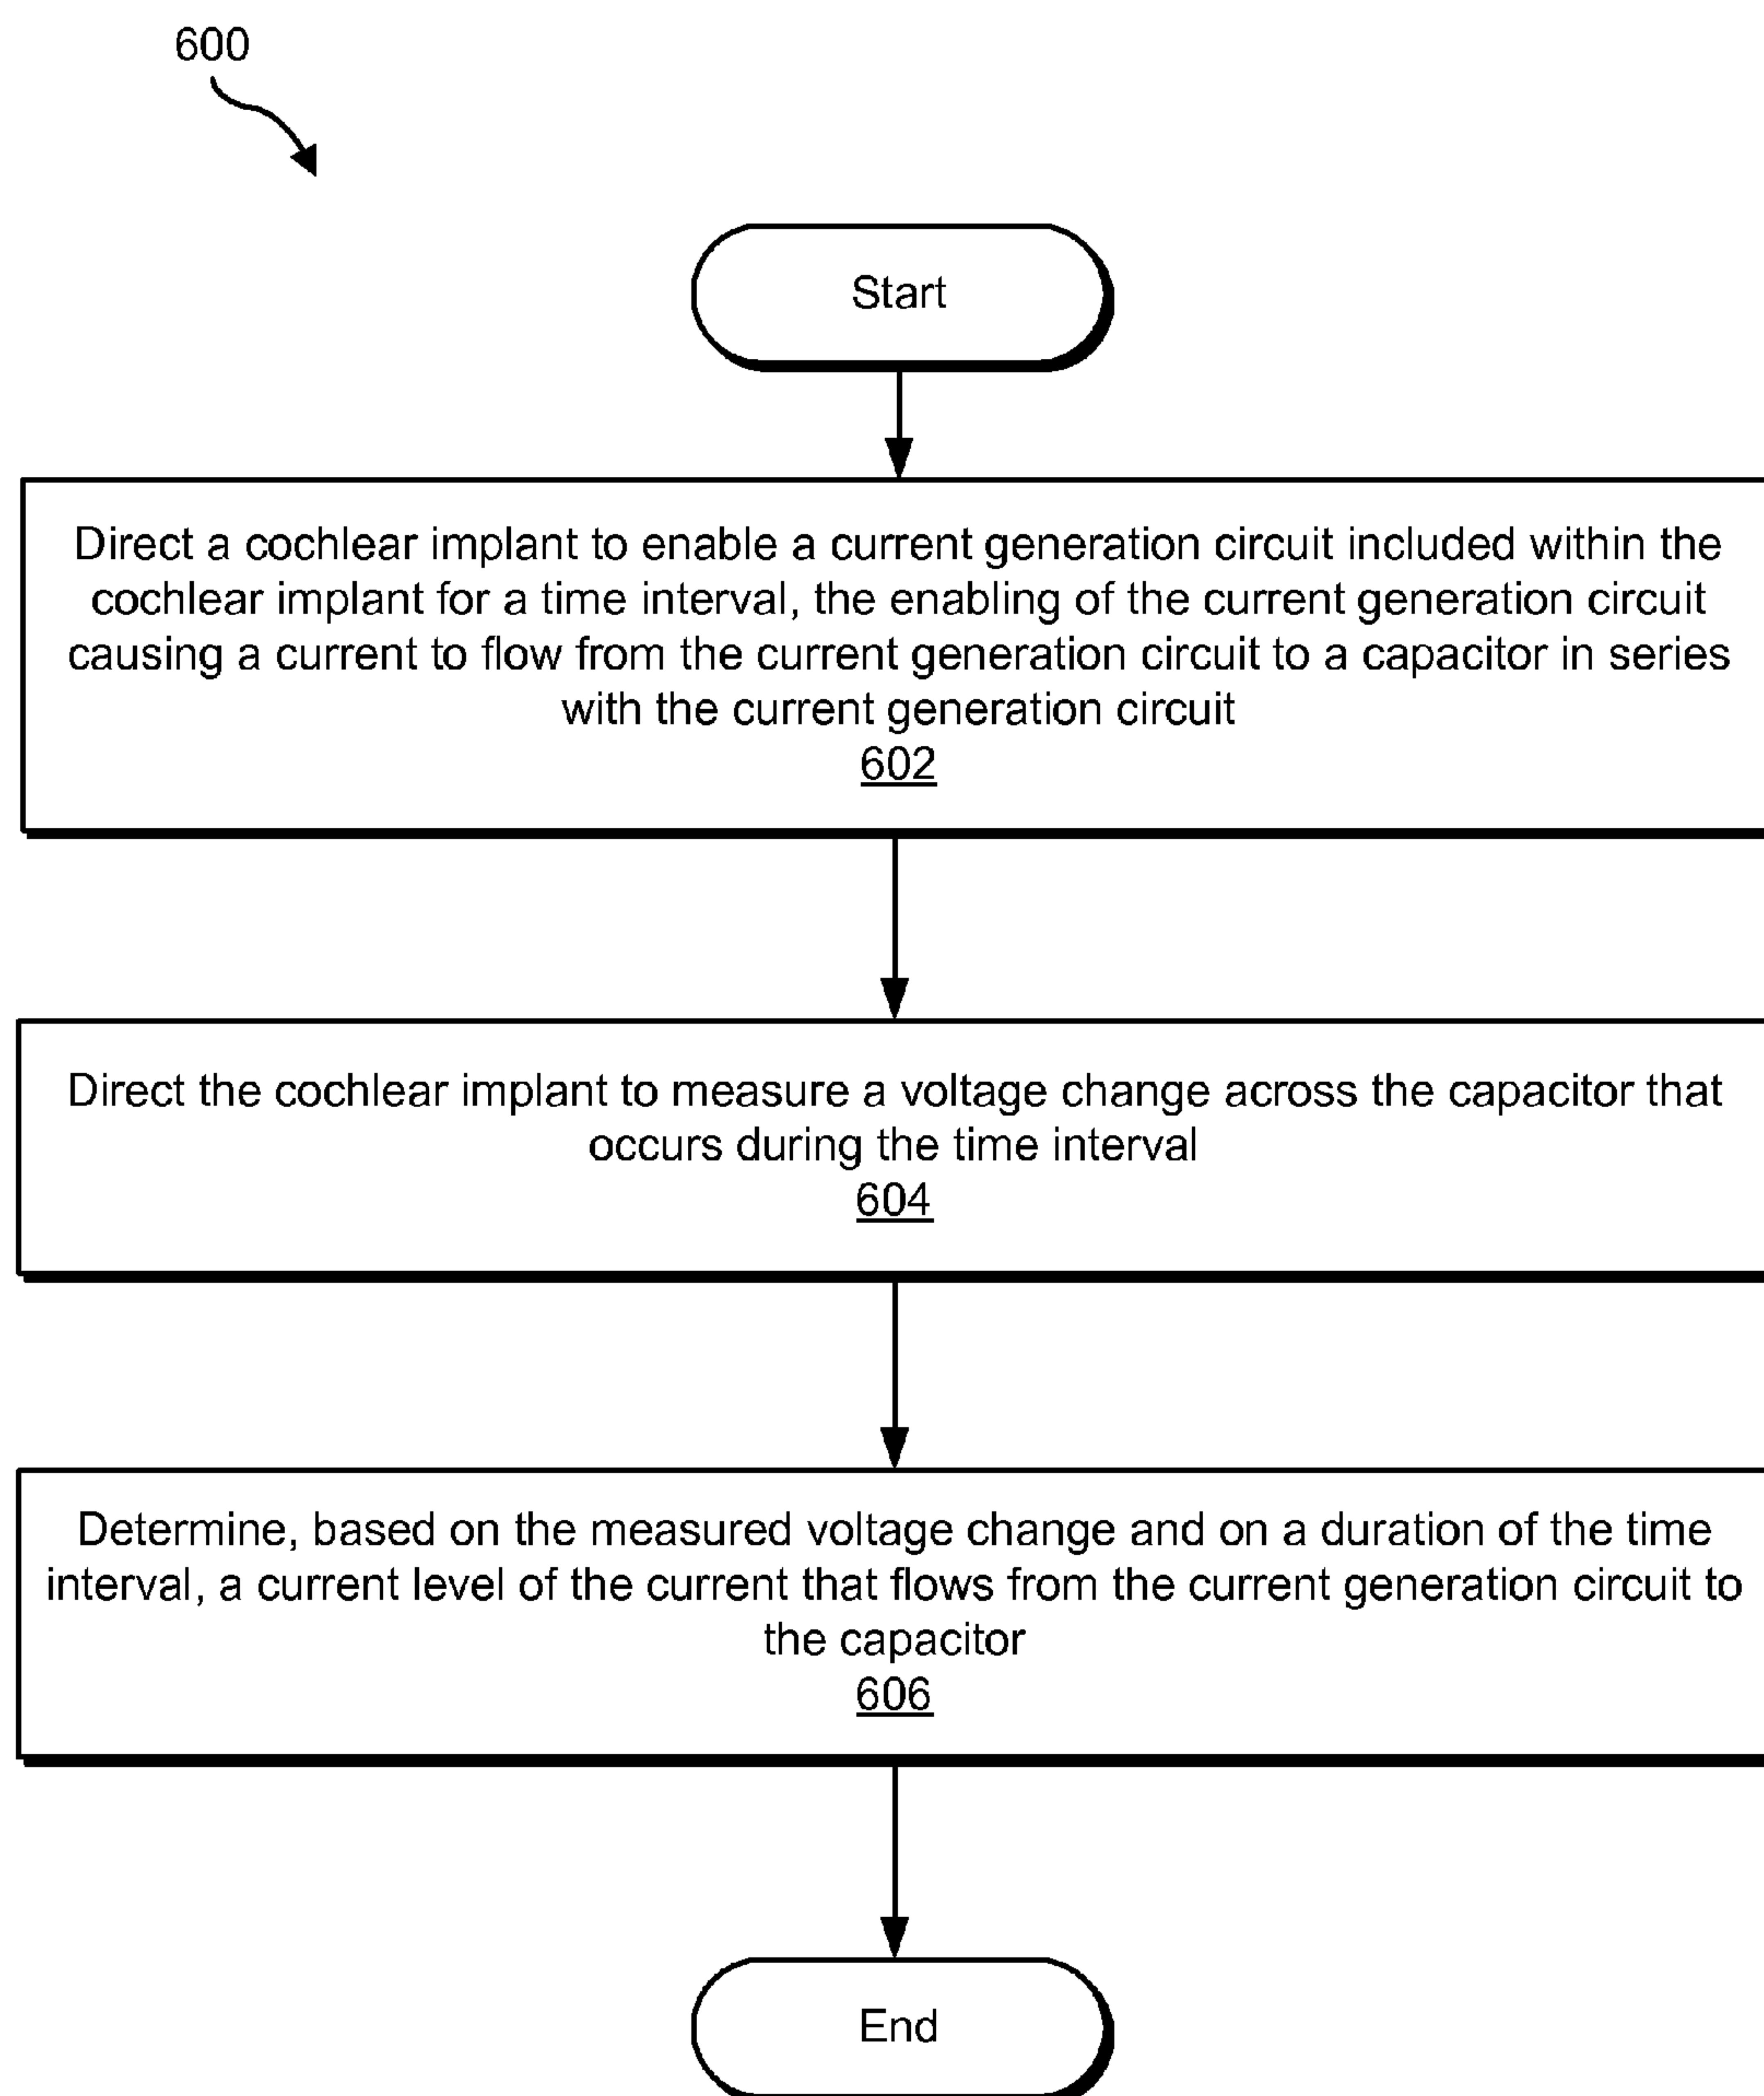 600
Start
Direct a cochlear implant to enable a current generation circuit included within the
cochlear implant for a time interval, the enabling of the current generation circuit
causing a current to flow from the current generation circuit to a capacitor in series
with the current generation circuit
602
Direct the cochlear implant to measure a voltage change across the capacitor that
occurs during the time interval
604
Determine, based on the measured voltage change and on a duration of the time
interval, a current level of the current that flows from the current generation circuit to
the capacitor
606
End